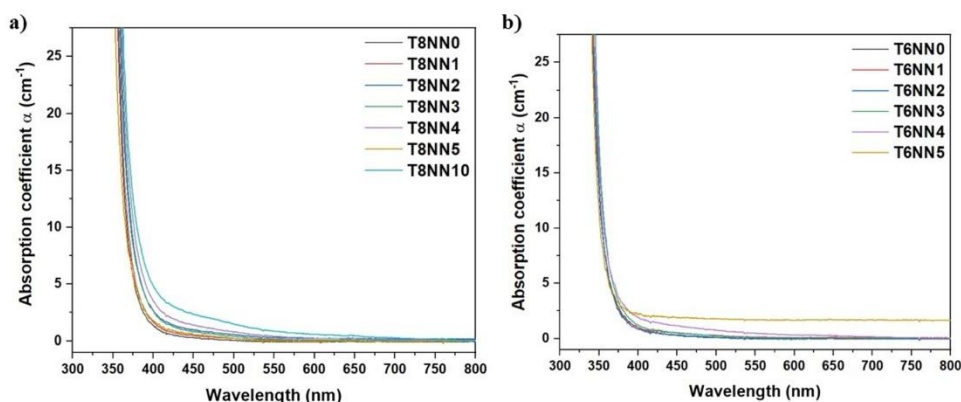 a)
T8NN0
T8NN1
T8NN2
T8NN3
T8NN4
T8NN5
T8NN10
Absorption coefficient α (cm⁻¹)
25
20
15
10
5
0
300 350 400 450 500 550 600 650 700 750 800
Wavelength (nm)
b)
T6NN0
T6NN1
T6NN2
T6NN3
T6NN4
T6NN5
Absorption coefficient α (cm⁻¹)
25
20
15
10
5
0
300 350 400 450 500 550 600 650 700 750 800
Wavelength (nm)